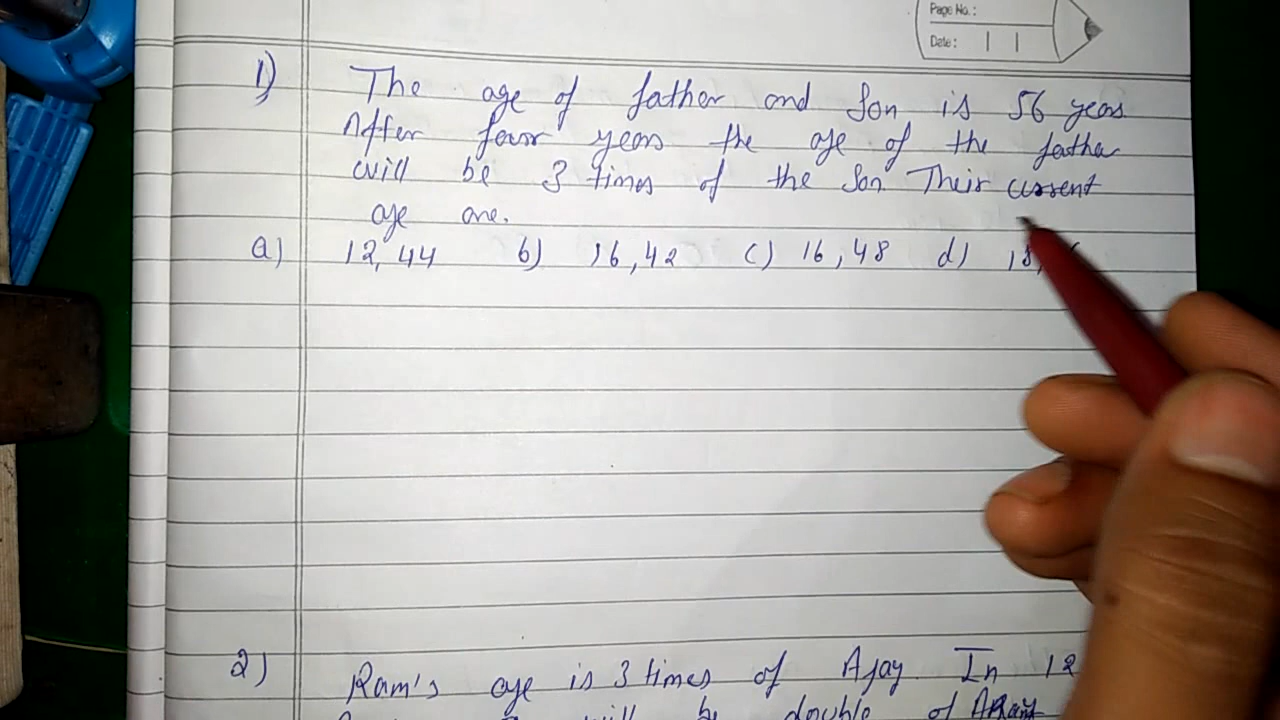 Page No.:
Date:
1) The age of father and Son is 56 years
After four years the age of the father
will be 3 times of the Son Their current
age are.
a) 12, 44 b) 16, 42 c) 16, 48 d) 18,
2) Ram's age is 3 times of Ajay In 12
will be double of